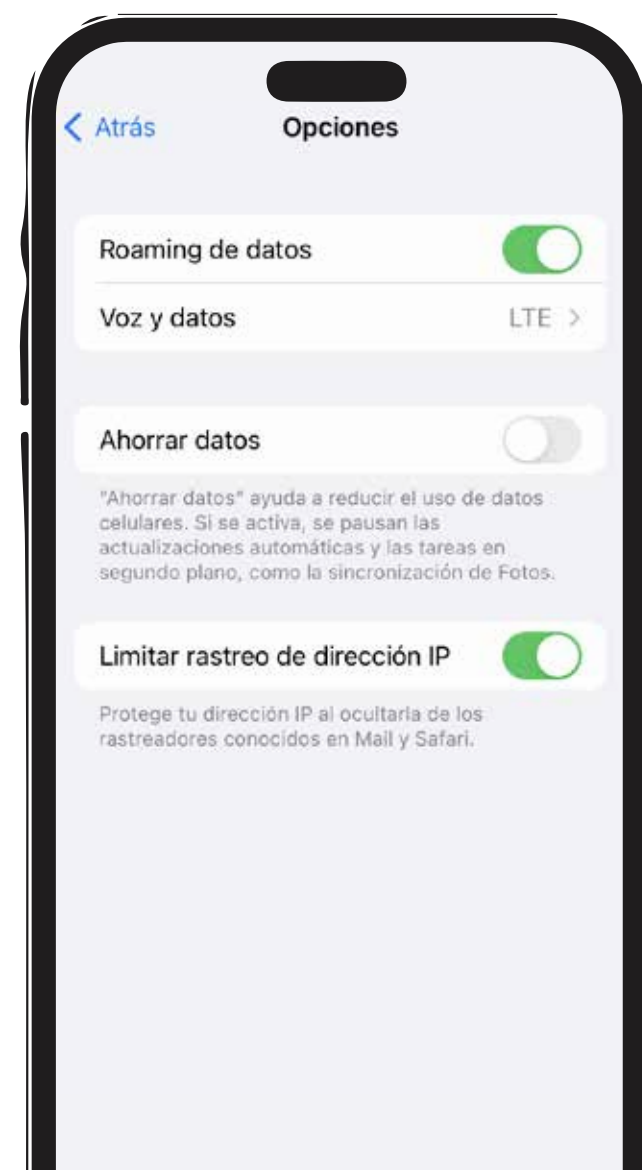 Atrás
Opciones
Roaming de datos
Voz y datos LTE
Ahorrar datos
"Ahorrar datos" ayuda a reducir el uso de datos
celulares. Si se activa, se pausan las
actualizaciones automáticas y las tareas en
segundo plano, como la sincronización de Fotos.
Limitar rastreo de dirección IP
Protege tu dirección IP al ocultarla de los
rastreadores conocidos en Mail y Safari.